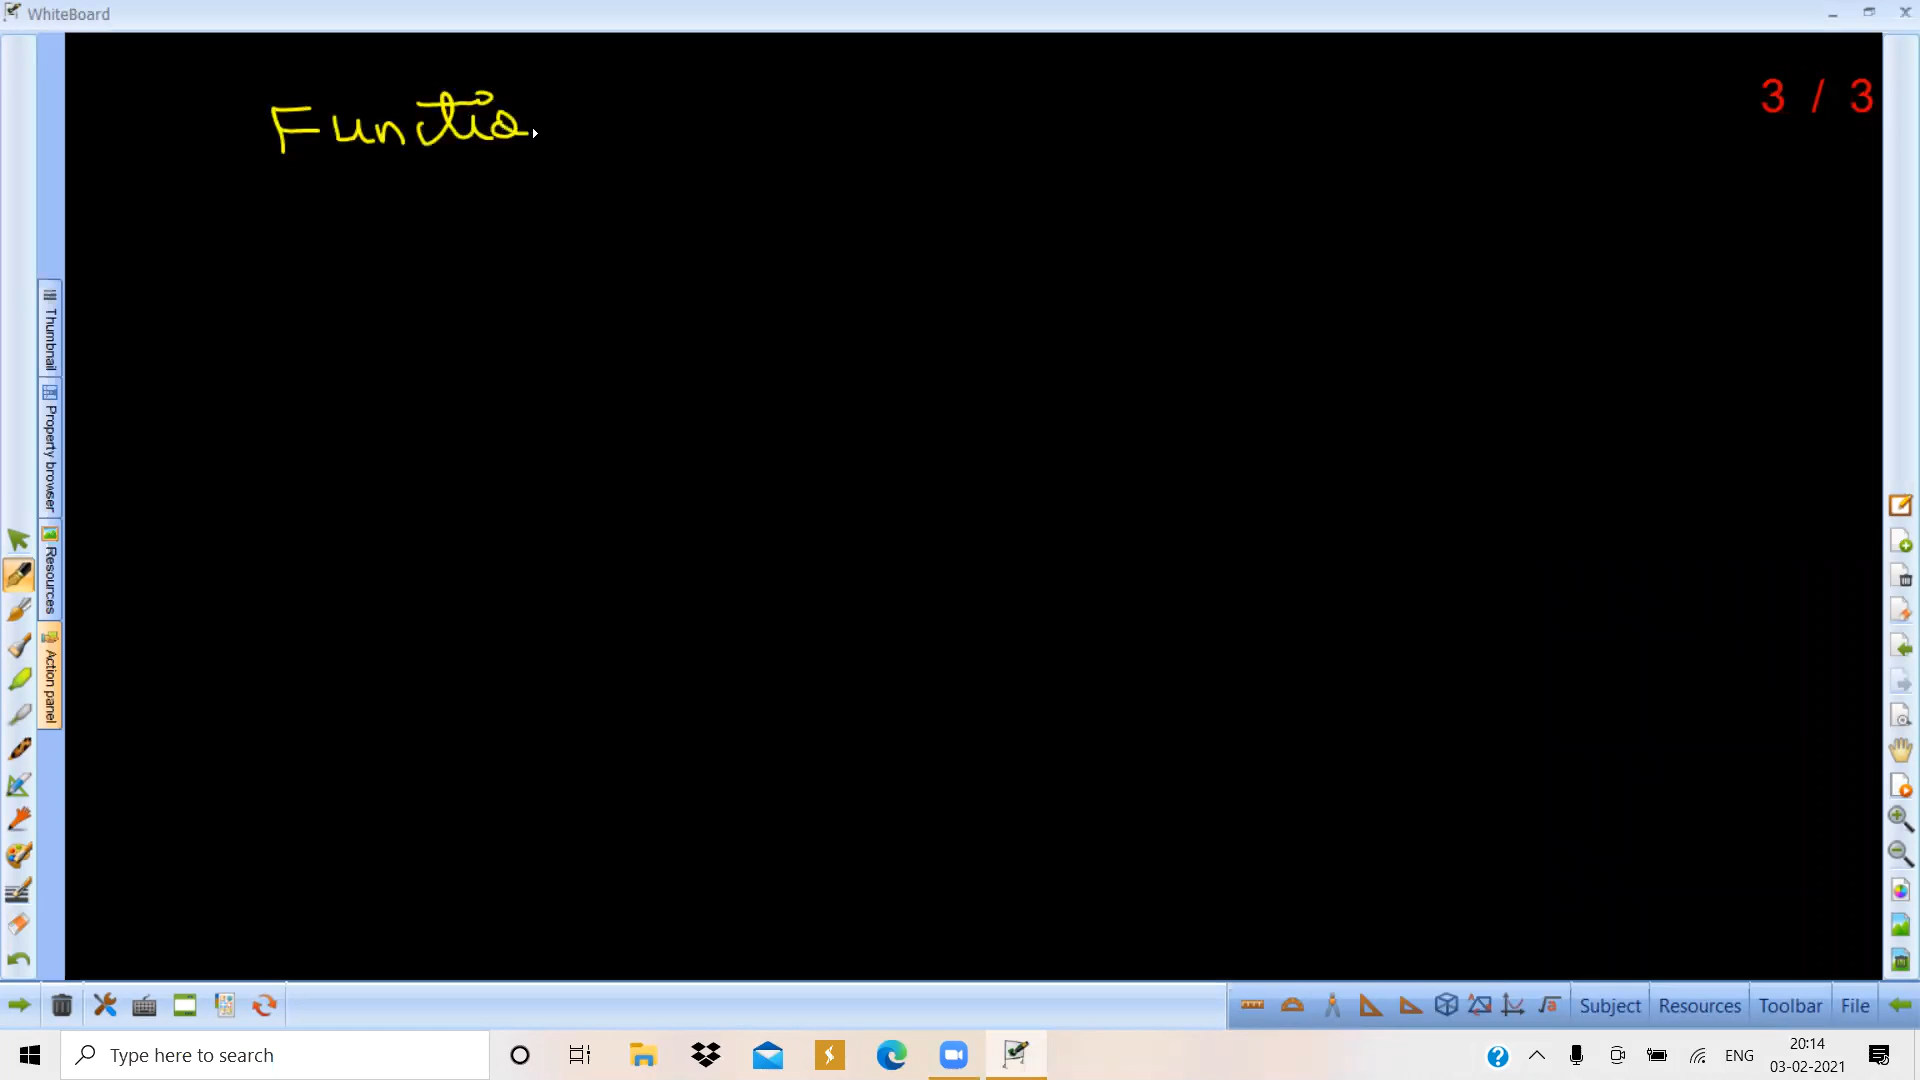 WhiteBoard
Functio
3 / 3
Thumbnail
Property browser
Resources
Action panel
Subject
Resources
Toolbar
File
Type here to search
ENG
20:14
03-02-2021